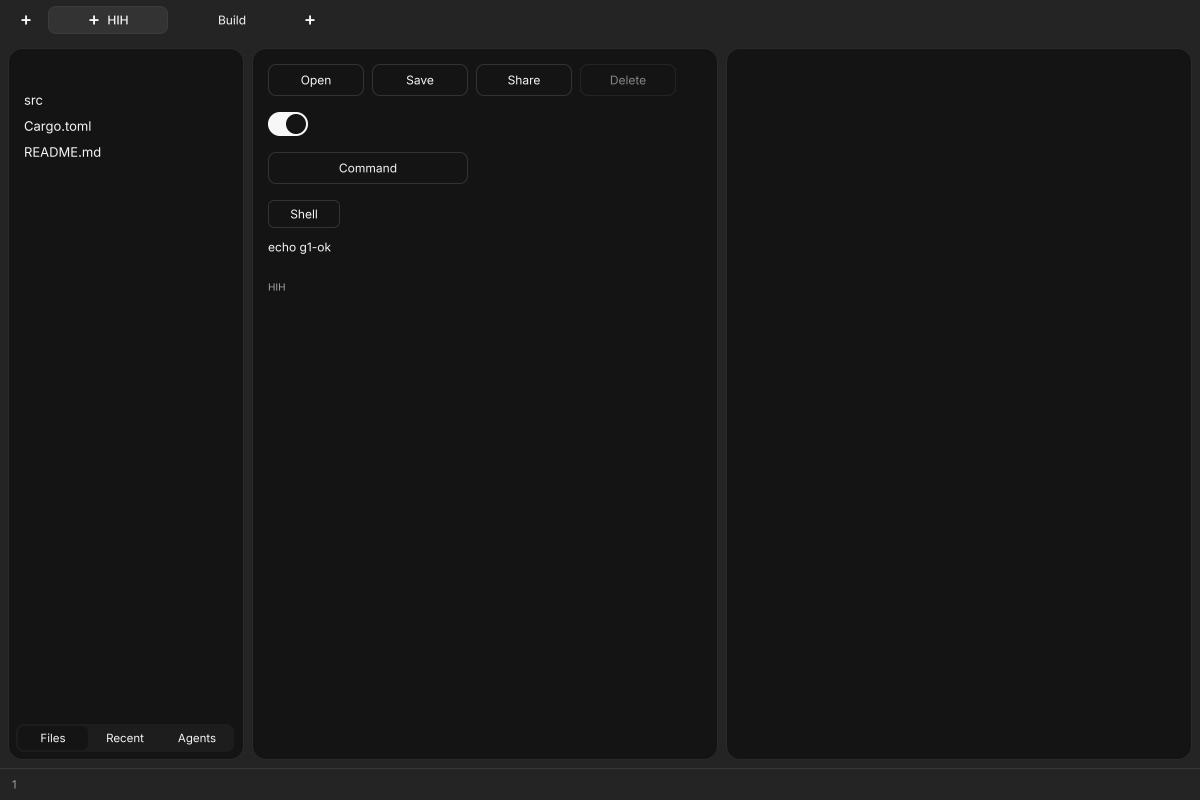 + + HIH Build +
src
Cargo.toml
README.md
Files Recent Agents
Open Save Share Delete
Command
Shell
echo g1-ok
HIH
1